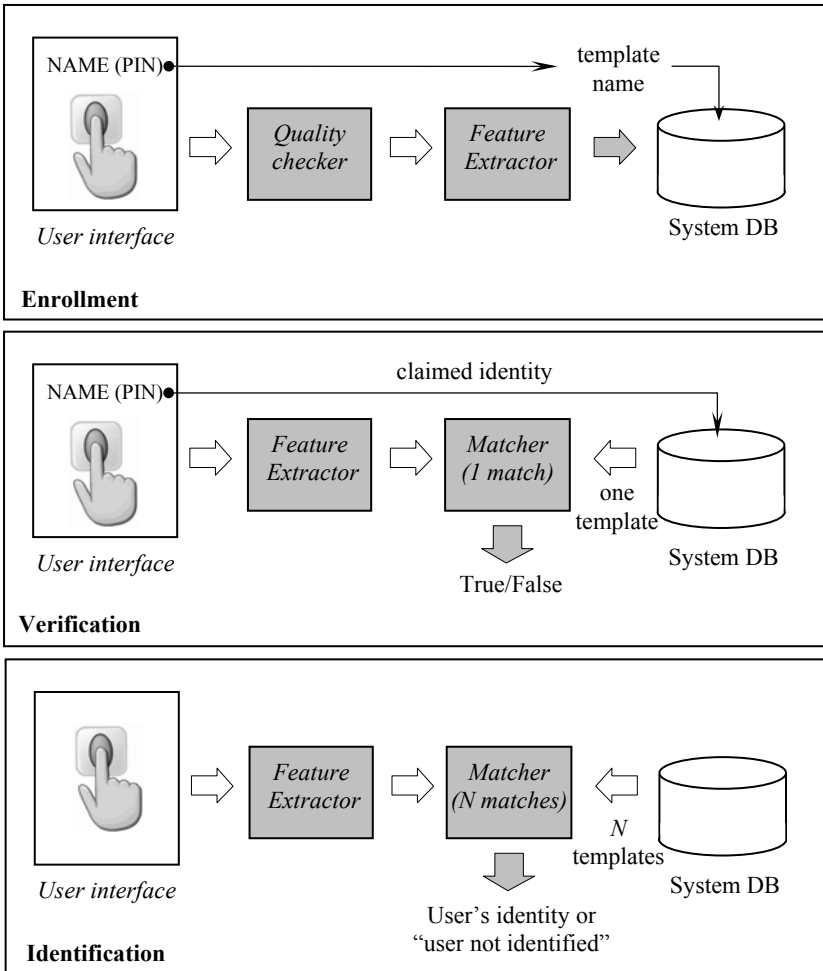 NAME (PIN)
template
name
Quality
checker
Feature
Extractor
User interface
System DB
Enrollment
NAME (PIN)
claimed identity
Feature
Extractor
Matcher
(1 match)
one
template
User interface
System DB
True/False
Verification
Feature
Extractor
Matcher
(N matches)
N
templates
User interface
System DB
User’s identity or
“user not identified”
Identification